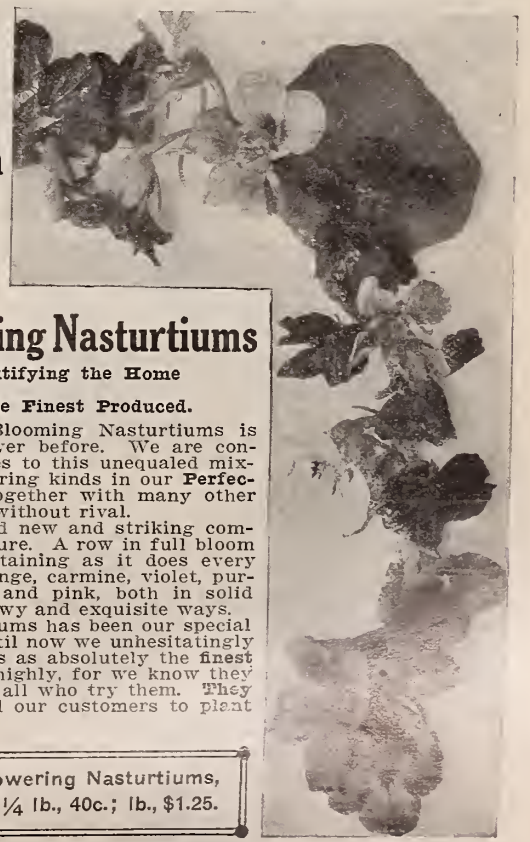 ing Nasturtiums
tifying the Home
e Finest Produced.
Blooming Nasturtiums is
ver before. We are con-
es to this unequaled mix-
ring kinds in our Perfec-
ogether with many other
without rival.
d new and striking com-
ure. A row in full bloom
taining as it does every
nge, carmine, violet, pur-
and pink, both in solid
wy and exquisite ways.
ums has been our special
til now we unhesitatingly
s as absolutely the finest
highly, for we know they
all who try them. They
l our customers to plant
owering Nasturtiums,
¼ lb., 40c.; lb., $1.25.